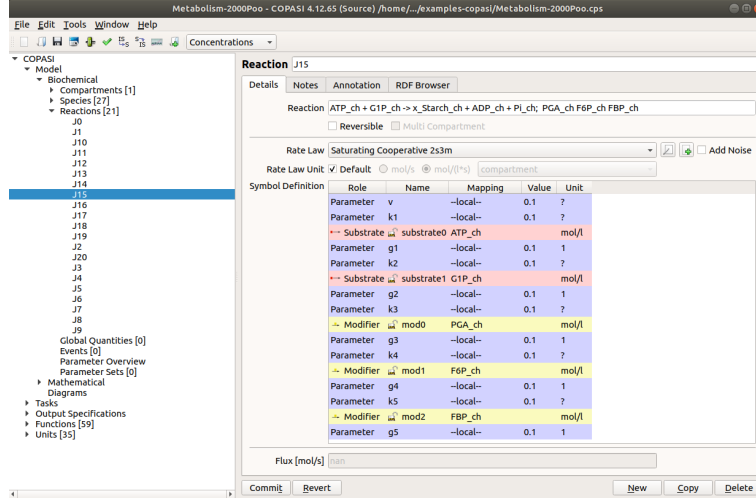 Metabolism-2000Poo - COPASI 4.12.65 (Source) /home/.../examples-copasi/Metabolism-2000Poo.cps
File Edit Tools Window Help
Concentrations
COPASI
Model
Biochemical
Compartments [1]
Species [27]
Reactions [21]
J0
J1
J10
J11
J12
J13
J14
J15
J16
J17
J18
J19
J2
J20
J3
J4
J5
J6
J7
J8
J9
Global Quantities [0]
Events [0]
Parameter Overview
Parameter Sets [0]
Mathematical
Diagrams
Tasks
Output Specifications
Functions [59]
Units [35]
Reaction J15
Details Notes Annotation RDF Browser
Reaction ATP_ch + G1P_ch -> x_Starch_ch + ADP + Pi_ch; PGA_ch F6P_ch FBP_ch
Reversible Multi Compartment
Rate Law Saturating Cooperative 2s3m Add Noise
Rate Law Unit Default mol/s mol/(l*s) compartment
Symbol Definition Role Name Mapping Value Unit
Parameter v --local-- 0.1 ?
Parameter k1 --local-- 0.1 ?
Substrate substrate0 ATP_ch mol/l
Parameter g1 --local-- 0.1 1
Parameter k2 --local-- 0.1 ?
Substrate substrate1 G1P_ch mol/l
Parameter g2 --local-- 0.1 1
Parameter k3 --local-- 0.1 ?
Modifier mod0 PGA_ch mol/l
Parameter g3 --local-- 0.1 1
Parameter k4 --local-- 0.1 ?
Modifier mod1 F6P_ch mol/l
Parameter g4 --local-- 0.1 1
Parameter k5 --local-- 0.1 ?
Modifier mod2 FBP_ch mol/l
Parameter g5 --local-- 0.1 1
Flux [mol/s] nan
Commit Revert New Copy Delete